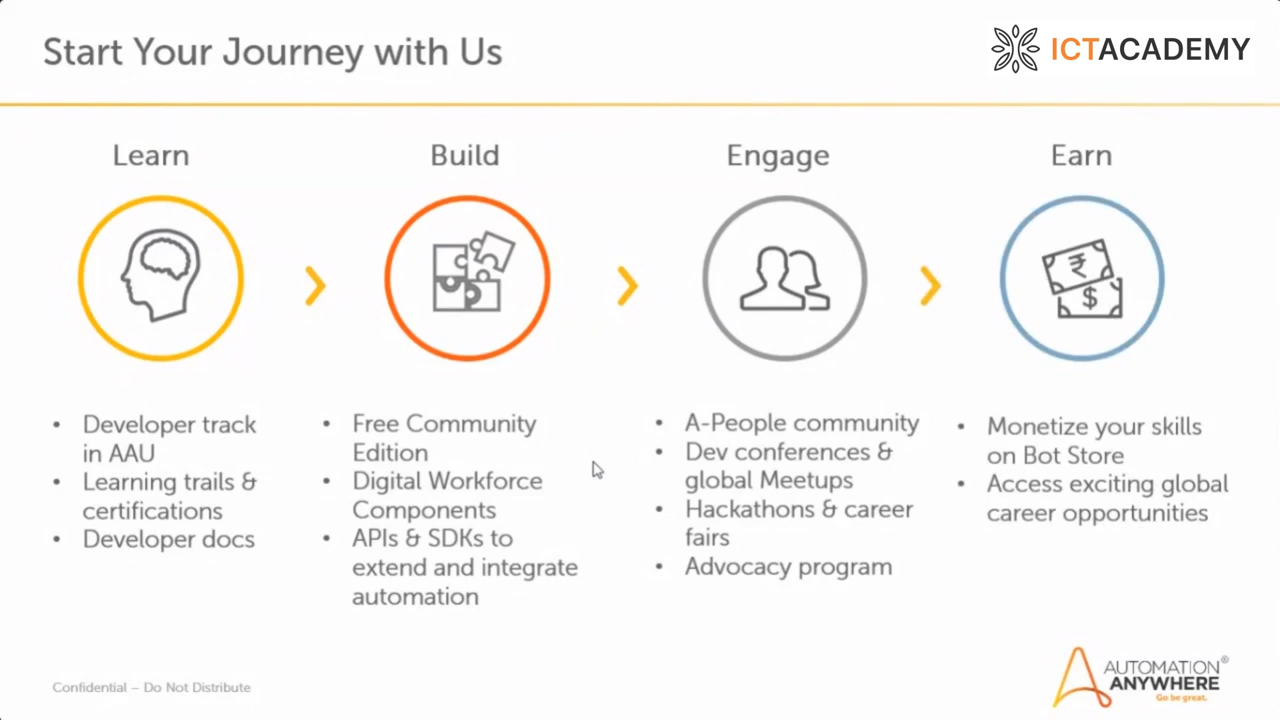 Start Your Journey with Us
ICTACADEMY
Learn
Build
Engage
Earn
₹
$
• Developer track
in AAU
• Learning trails &
certifications
• Developer docs
• Free Community
Edition
• Digital Workforce
Components
• APIs & SDKs to
extend and integrate
automation
• A-People community
• Dev conferences &
global Meetups
• Hackathons & career
fairs
• Advocacy program
• Monetize your skills
on Bot Store
• Access exciting global
career opportunities
Confidential – Do Not Distribute
AUTOMATION®
ANYWHERE
Go be great.